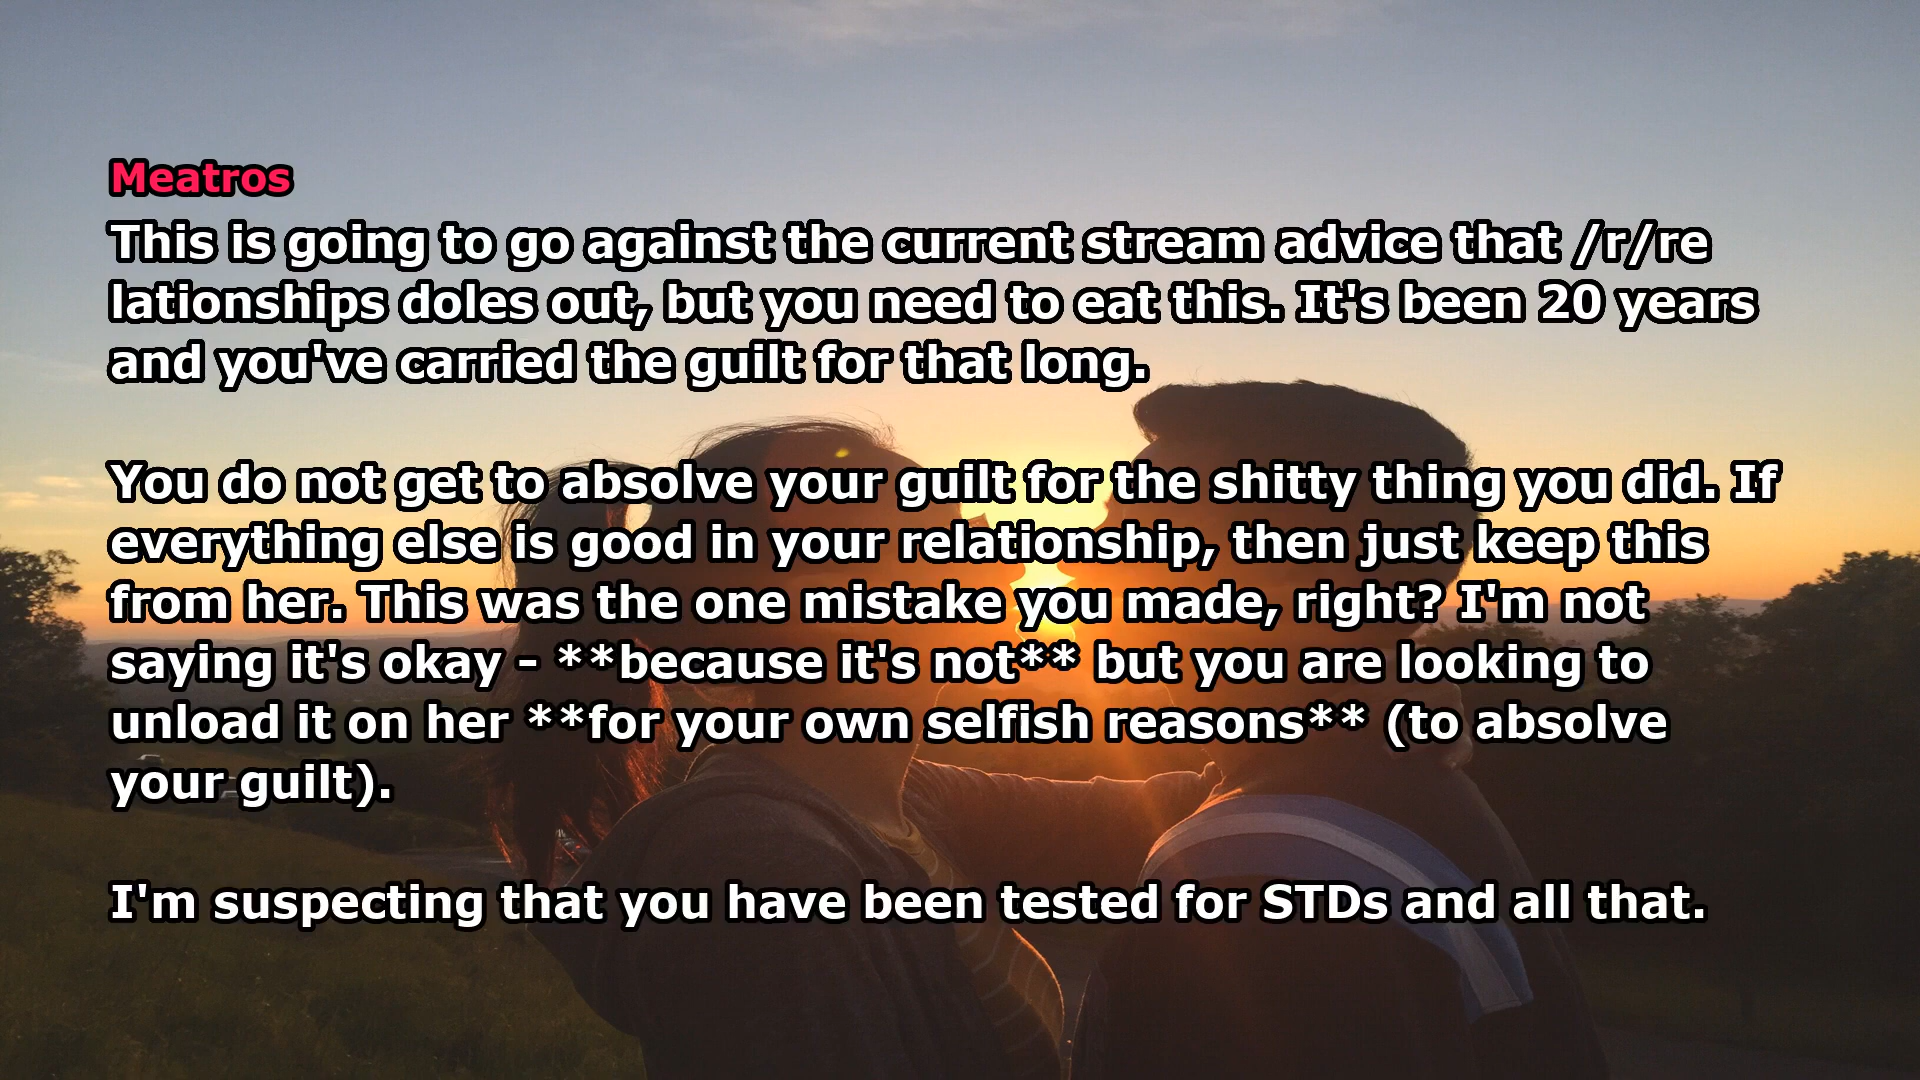 Meatros
This is going to go against the current stream advice that /r/re
lationships doles out, but you need to eat this. It's been 20 years
and you've carried the guilt for that long.
You do not get to absolve your guilt for the shitty thing you did. If
everything else is good in your relationship, then just keep this
from her. This was the one mistake you made, right? I'm not
saying it's okay - **because it's not** but you are looking to
unload it on her **for your own selfish reasons** (to absolve
your guilt).
I'm suspecting that you have been tested for STDs and all that.